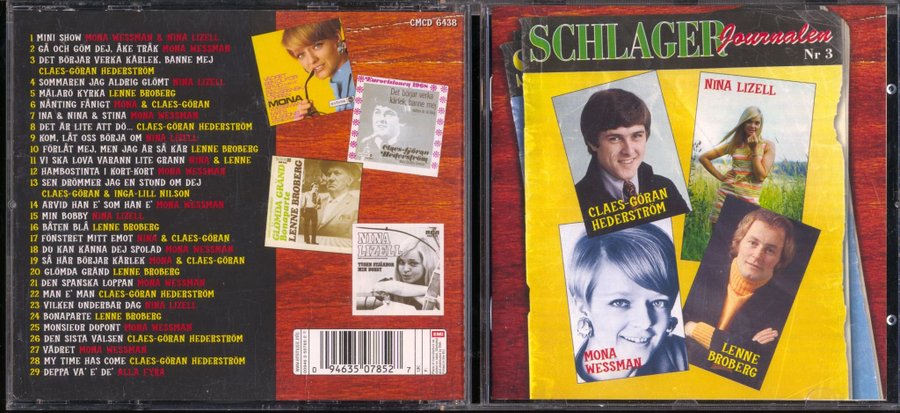 CMCD 6438
1 MINI SHOW MONA WESSMAN & NINA LIZELL
2 GÅ OCH GÖM DEJ, ÅKE TRÅK MONA WESSMAN
3 DET BÖRJAR VERKA KÄRLEK, BANNE MEJ
CLAES-GÖRAN HEDERSTRÖM
4 SOMMAREN JAG ALDRIG GLÖMT NINA LIZELL
5 MÄLARÖ KYRKA LENNE BROBERG
6 NÅNTING FÅNIGT MONA & CLAES-GÖRAN
7 INA & NINA & STINA MONA WESSMAN
8 DET ÄR LITE ATT DÖ... CLAES-GÖRAN HEDERSTRÖM
9 KOM, LÅT OSS BÖRJA OM NINA LIZELL
10 FÖRLÅT MEJ, MEN JAG ÄR SÅ KÄR LENNE BROBERG
11 VI SKA LOVA VARANN LITE GRANN NINA & LENNE
12 HAMBOSTINTA I KORT-KORT MONA WESSMAN
13 SEN DRÖMMER JAG EN STUND OM DEJ
CLAES-GÖRAN & INGA-LILL NILSON
14 ARVID HAN E' SOM HAN E' MONA WESSMAN
15 MIN BOBBY NINA LIZELL
16 BÅTEN BLÅ LENNE BROBERG
17 FÖNSTRET MITT EMOT NINA & CLAES-GÖRAN
18 DU KAN KÄNNA DEJ SPOLAD MONA WESSMAN
19 SÅ HÄR BÖRJAR KÄRLEK MONA & CLAES-GÖRAN
20 GLÖMDA GRÄND LENNE BROBERG
21 DEN SPANSKA LOPPAN MONA WESSMAN
22 MAN E' MAN CLAES-GÖRAN HEDERSTRÖM
23 VILKEN UNDERBAR DAG NINA LIZELL
24 BONAPARTE LENNE BROBERG
25 MONSIEUR DUPONT MONA WESSMAN
26 DEN SISTA VALSEN CLAES-GÖRAN HEDERSTRÖM
27 VÄDRET MONA WESSMAN
28 MY TIME HAS COME CLAES-GÖRAN HEDERSTRÖM
29 DEPPA VA' E' DE' ALLA FYRA
MONA
Eurovisionen 1968
Det börjar verka
kärlek, banne mej
Claes-Göran
Hederström
GLÖMDA GRÄND
Bonaparte
LENNE BROBERG
NINA
LIZELL
TUSEN STJÄRNOR
MIN BOBBY
EMI
0 94635 07852 7
SCHLAGER
Journalen
Nr 3
NINA LIZELL
CLAES-GÖRAN
HEDERSTRÖM
MONA
WESSMAN
LENNE
BROBERG